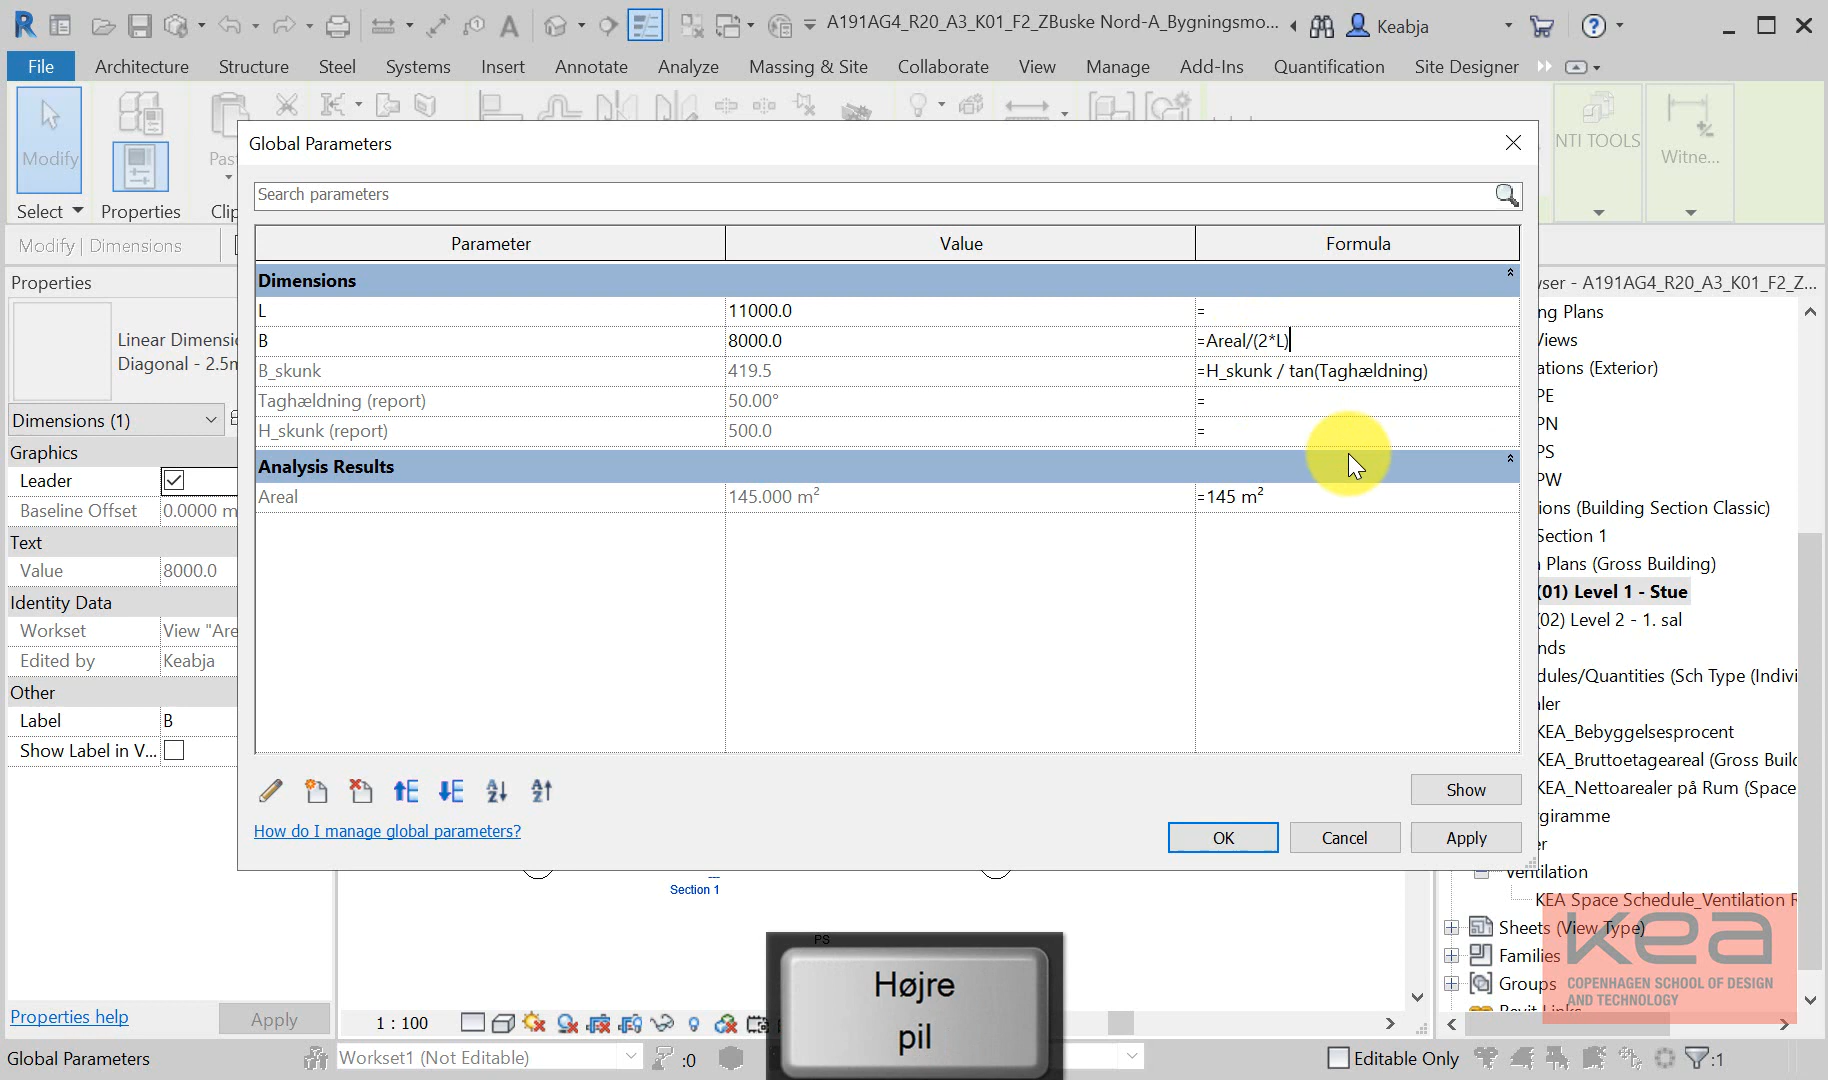 A191AG4_R20_A3_K01_F2_ZBuske Nord-A_Bygningsmo...
Keabja
File Architecture Structure Steel Systems Insert Annotate Analyze Massing & Site Collaborate View Manage Add-Ins Quantification Site Designer
Modify
NTI TOOLS
Witne...
Select
Properties
Modify | Dimensions
Global Parameters
Search parameters
Parameter Value Formula
Dimensions
L 11000.0 =
B 8000.0 =Areal/(2*L)
B_skunk 419.5 =H_skunk / tan(Taghældning)
Taghældning (report) 50.00° =
H_skunk (report) 500.0 =
Analysis Results
Areal 145.000 m² =145 m²
Show
How do I manage global parameters?
OK Cancel Apply
Properties
Diagonal - 2.5
Dimensions (1)
Graphics
Leader
Baseline Offset 0.0000 m
Text
Value 8000.0
Identity Data
Workset View "Are
Edited by Keabja
Other
Label B
Show Label in V...
Properties help Apply
- A191AG4_R20_A3_K01_F2_Z...
ng Plans
ations (Exterior)
PE
PN
PS
PW
ions (Building Section Classic)
Section 1
Plans (Gross Building)
(01) Level 1 - Stue
(02) Level 2 - 1. sal
nds
dules/Quantities (Sch Type (Indivi
KEA_Bebyggelsesprocent
KEA_Bruttoetageareal (Gross Build
KEA_Nettoarealer på Rum (Space
Ventilation
KEA Space Schedule_Ventilation
Sheets (View Type)
Families
Groups
Revit Links
kea
COPENHAGEN SCHOOL OF DESIGN
AND TECHNOLOGY
Section 1
PS
Højre
pil
1 : 100
Global Parameters
Workset1 (Not Editable)
:0
Editable Only
:1